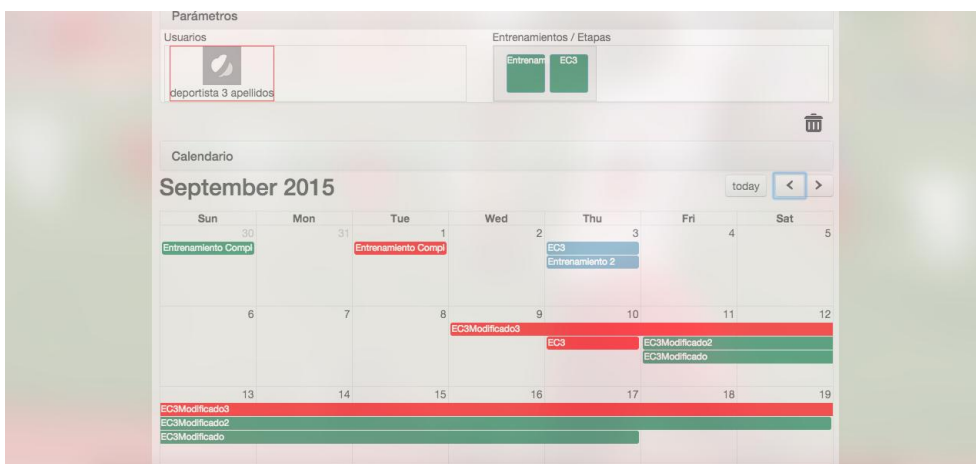 Parámetros
Usuarios
Entrenamientos / Etapas
Entrenam
EC3
deportista 3 apellidos
Calendario
September 2015
today
Sun Mon Tue Wed Thu Fri Sat
30 31 1 2 3 4 5
Entrenamiento Compl
Entrenamiento Compl
EC3
Entrenamiento 2
6 7 8 9 10 11 12
EC3Modificado3
EC3
EC3Modificado2
EC3Modificado
13 14 15 16 17 18 19
EC3Modificado3
EC3Modificado2
EC3Modificado